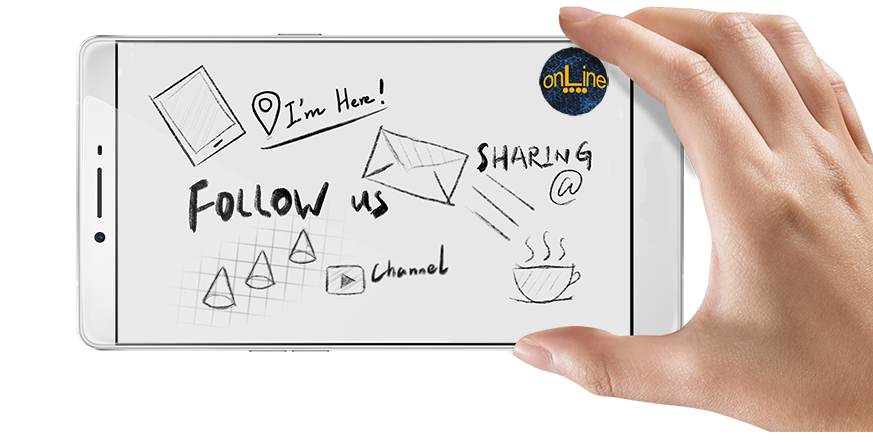 onLine
I'm Here!
SHARING
@
FOLLOW us
Channel